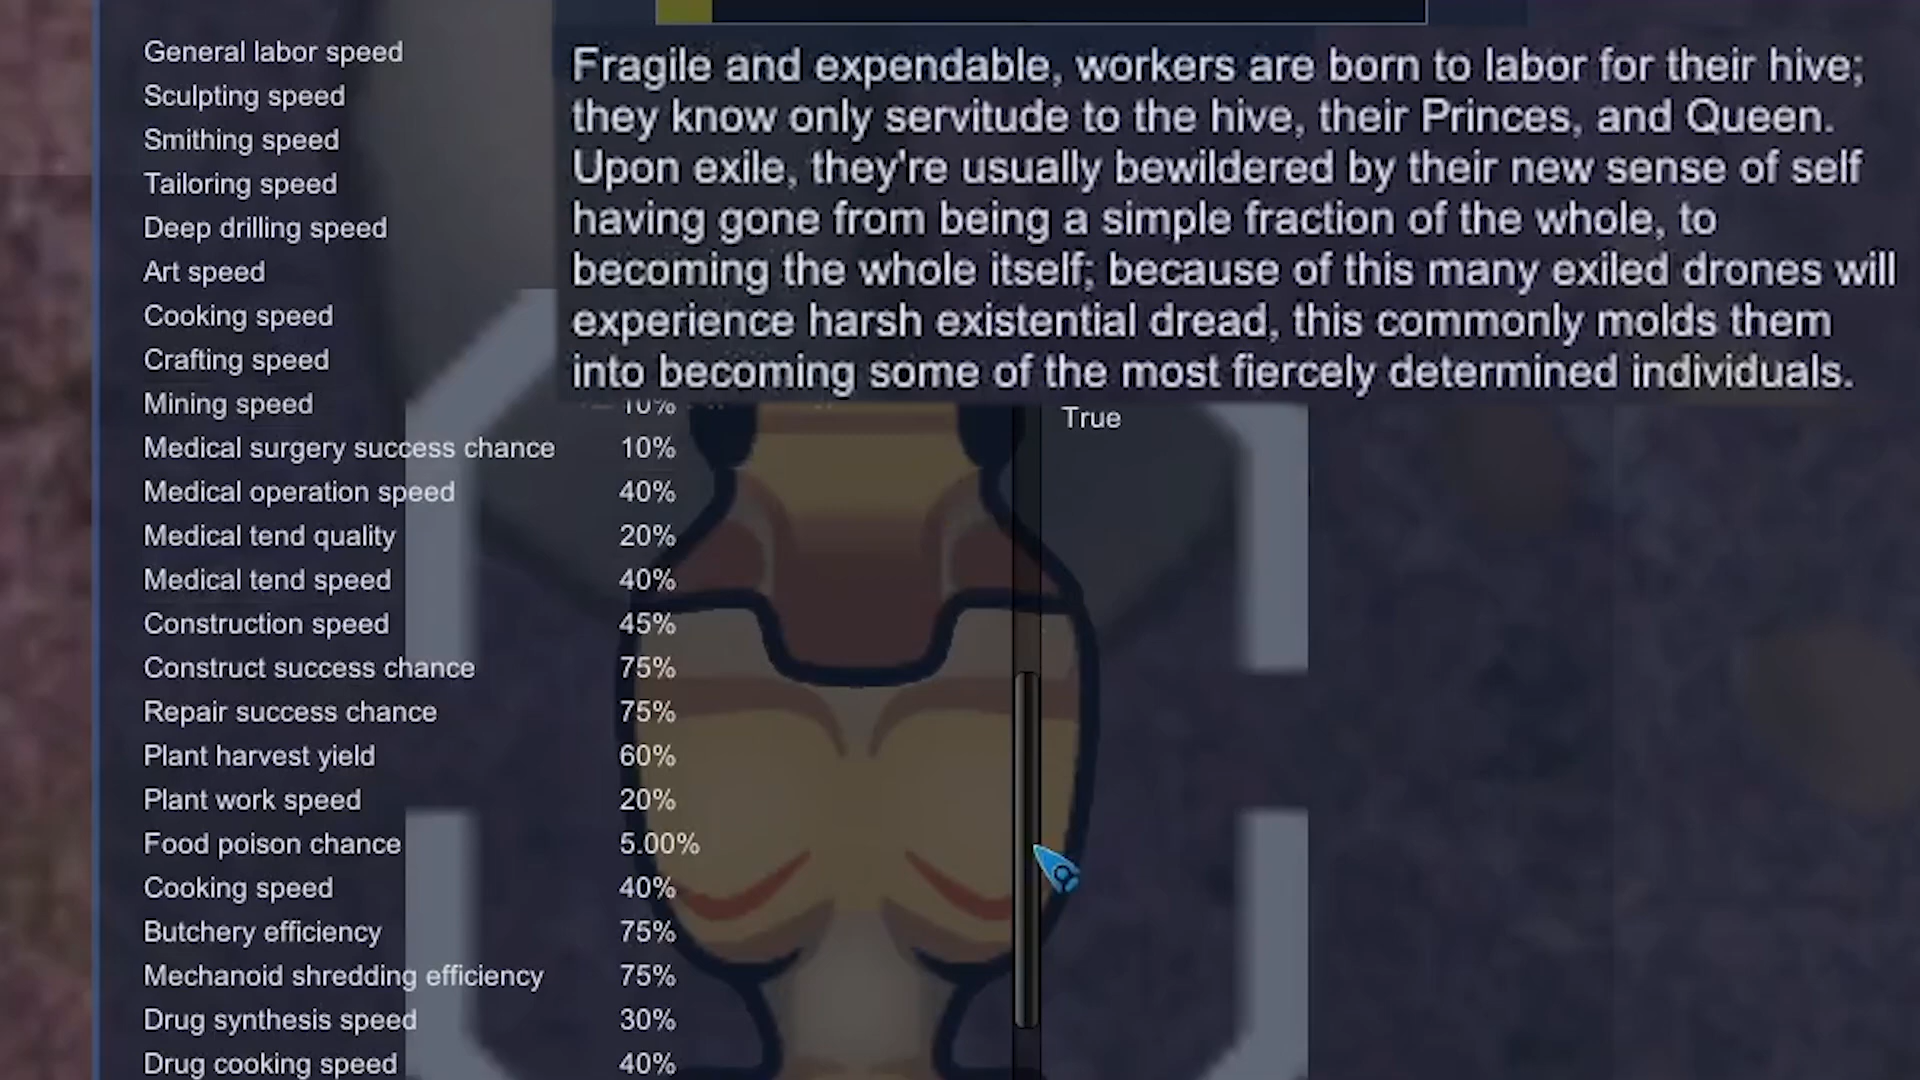 General labor speed
Sculpting speed
Smithing speed
Tailoring speed
Deep drilling speed
Art speed
Cooking speed
Crafting speed
Mining speed 10%
Medical surgery success chance 10%
Medical operation speed 40%
Medical tend quality 20%
Medical tend speed 40%
Construction speed 45%
Construct success chance 75%
Repair success chance 75%
Plant harvest yield 60%
Plant work speed 20%
Food poison chance 5.00%
Cooking speed 40%
Butchery efficiency 75%
Mechanoid shredding efficiency 75%
Drug synthesis speed 30%
Drug cooking speed 40%
Fragile and expendable, workers are born to labor for their hive;
they know only servitude to the hive, their Princes, and Queen.
Upon exile, they're usually bewildered by their new sense of self
having gone from being a simple fraction of the whole, to
becoming the whole itself; because of this many exiled drones will
experience harsh existential dread, this commonly molds them
into becoming some of the most fiercely determined individuals.
True